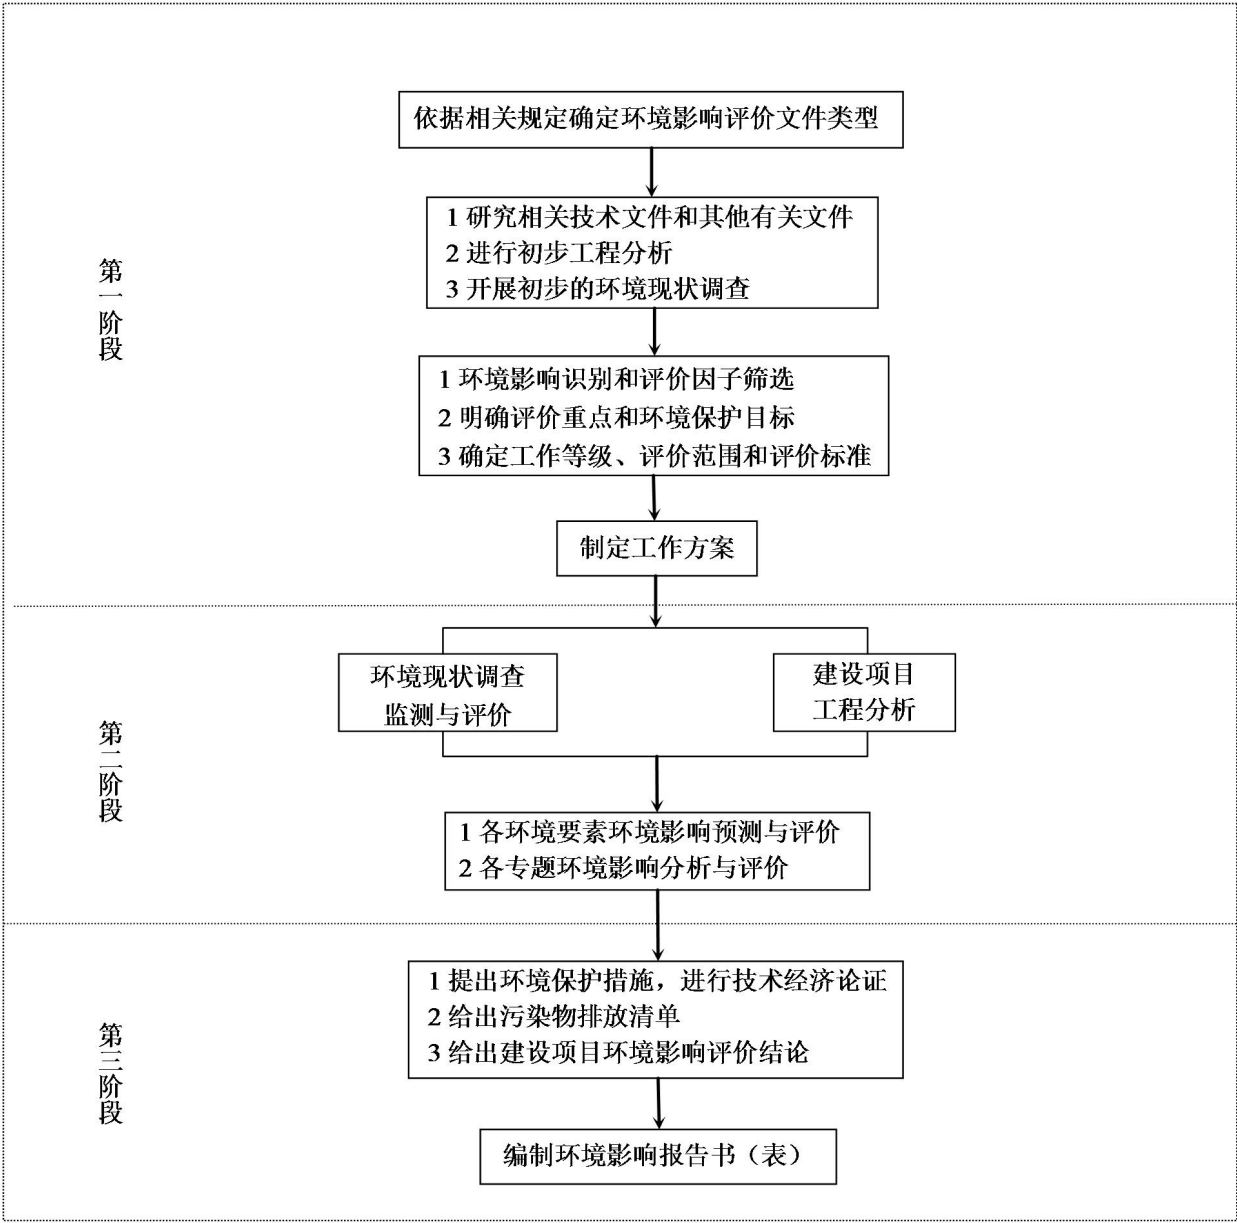 依据相关规定确定环境影响评价文件类型
1 研究相关技术文件和其他有关文件
2 进行初步工程分析
3 开展初步的环境现状调查
第一阶段
1 环境影响识别和评价因子筛选
2 明确评价重点和环境保护目标
3 确定工作等级、评价范围和评价标准
制定工作方案
环境现状调查
监测与评价
建设项目
工程分析
第二阶段
1 各环境要素环境影响预测与评价
2 各专题环境影响分析与评价
1 提出环境保护措施，进行技术经济论证
2 给出污染物排放清单
3 给出建设项目环境影响评价结论
第三阶段
编制环境影响报告书（表）